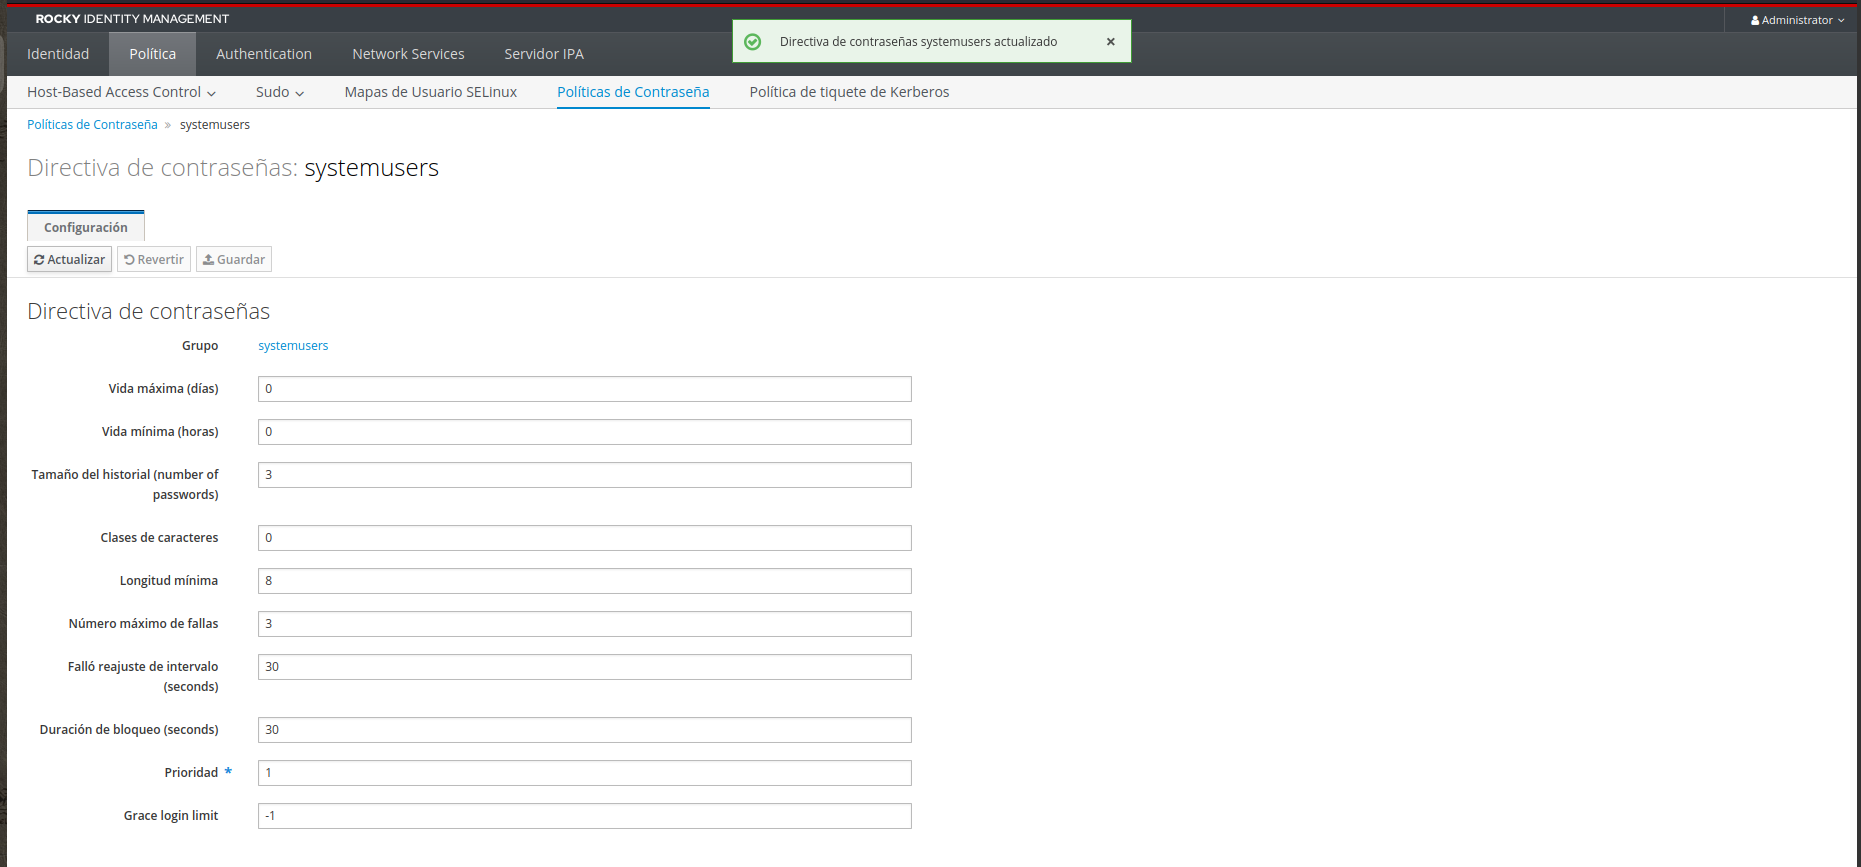 ROCKY IDENTITY MANAGEMENT
Administrator
Directiva de contraseñas systemusers actualizado
Identidad Política Authentication Network Services Servidor IPA
Host-Based Access Control Sudo Mapas de Usuario SELinux Políticas de Contraseña Política de tiquete de Kerberos
Políticas de Contraseña » systemusers
Directiva de contraseñas: systemusers
Configuración
Actualizar Revertir Guardar
Directiva de contraseñas
Grupo systemusers
Vida máxima (días) 0
Vida mínima (horas) 0
Tamaño del historial (number of passwords) 3
Clases de caracteres 0
Longitud mínima 8
Número máximo de fallas 3
Falló reajuste de intervalo (seconds) 30
Duración de bloqueo (seconds) 30
Prioridad * 1
Grace login limit -1